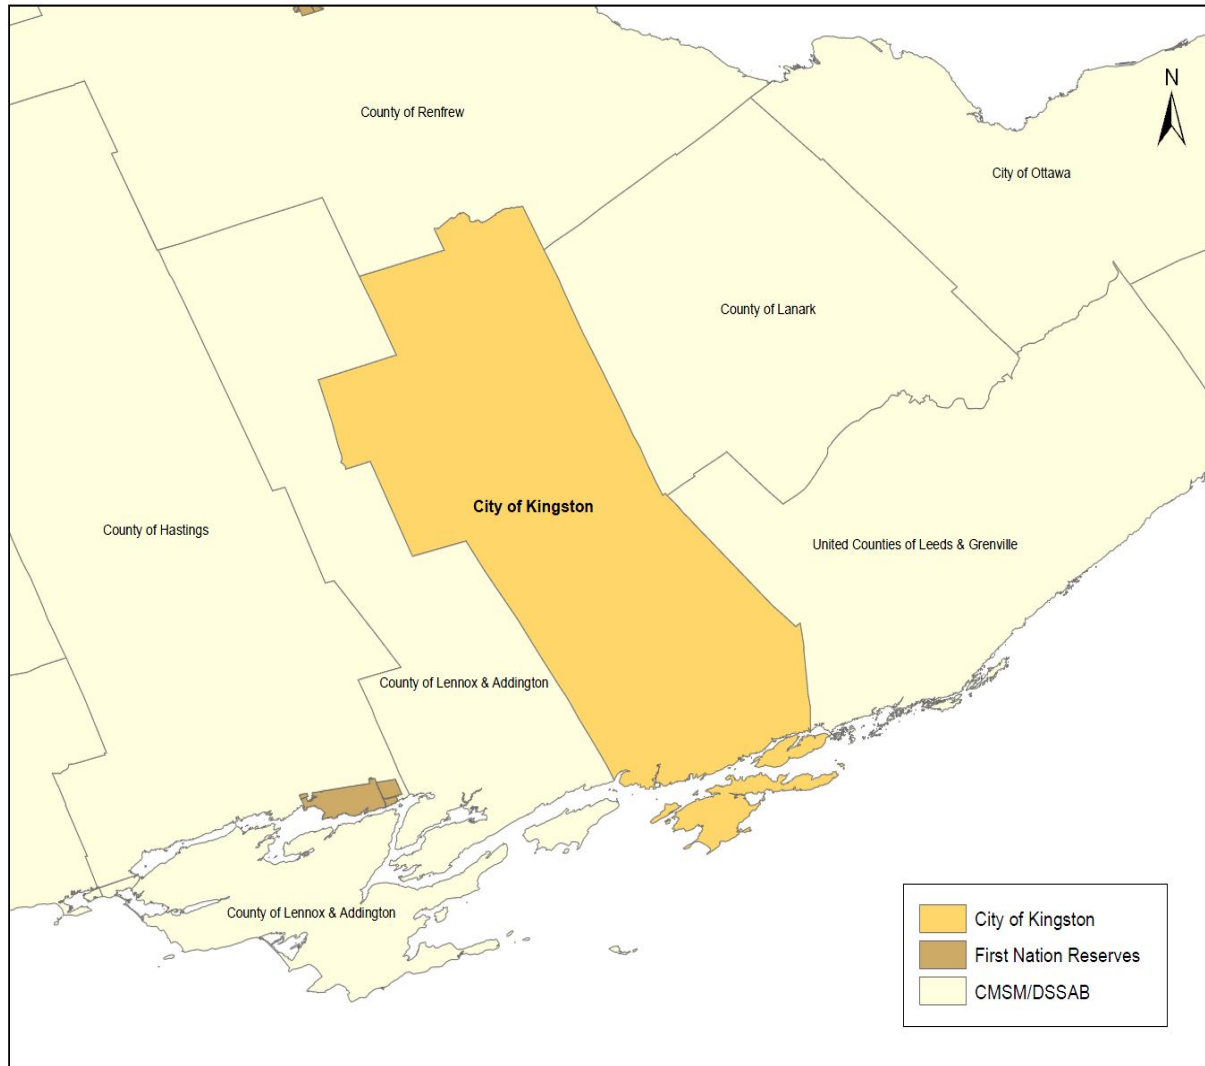 N
County of Renfrew
City of Ottawa
County of Lanark
City of Kingston
County of Hastings
United Counties of Leeds & Grenville
County of Lennox & Addington
County of Lennox & Addington
City of Kingston
First Nation Reserves
CMSM/DSSAB